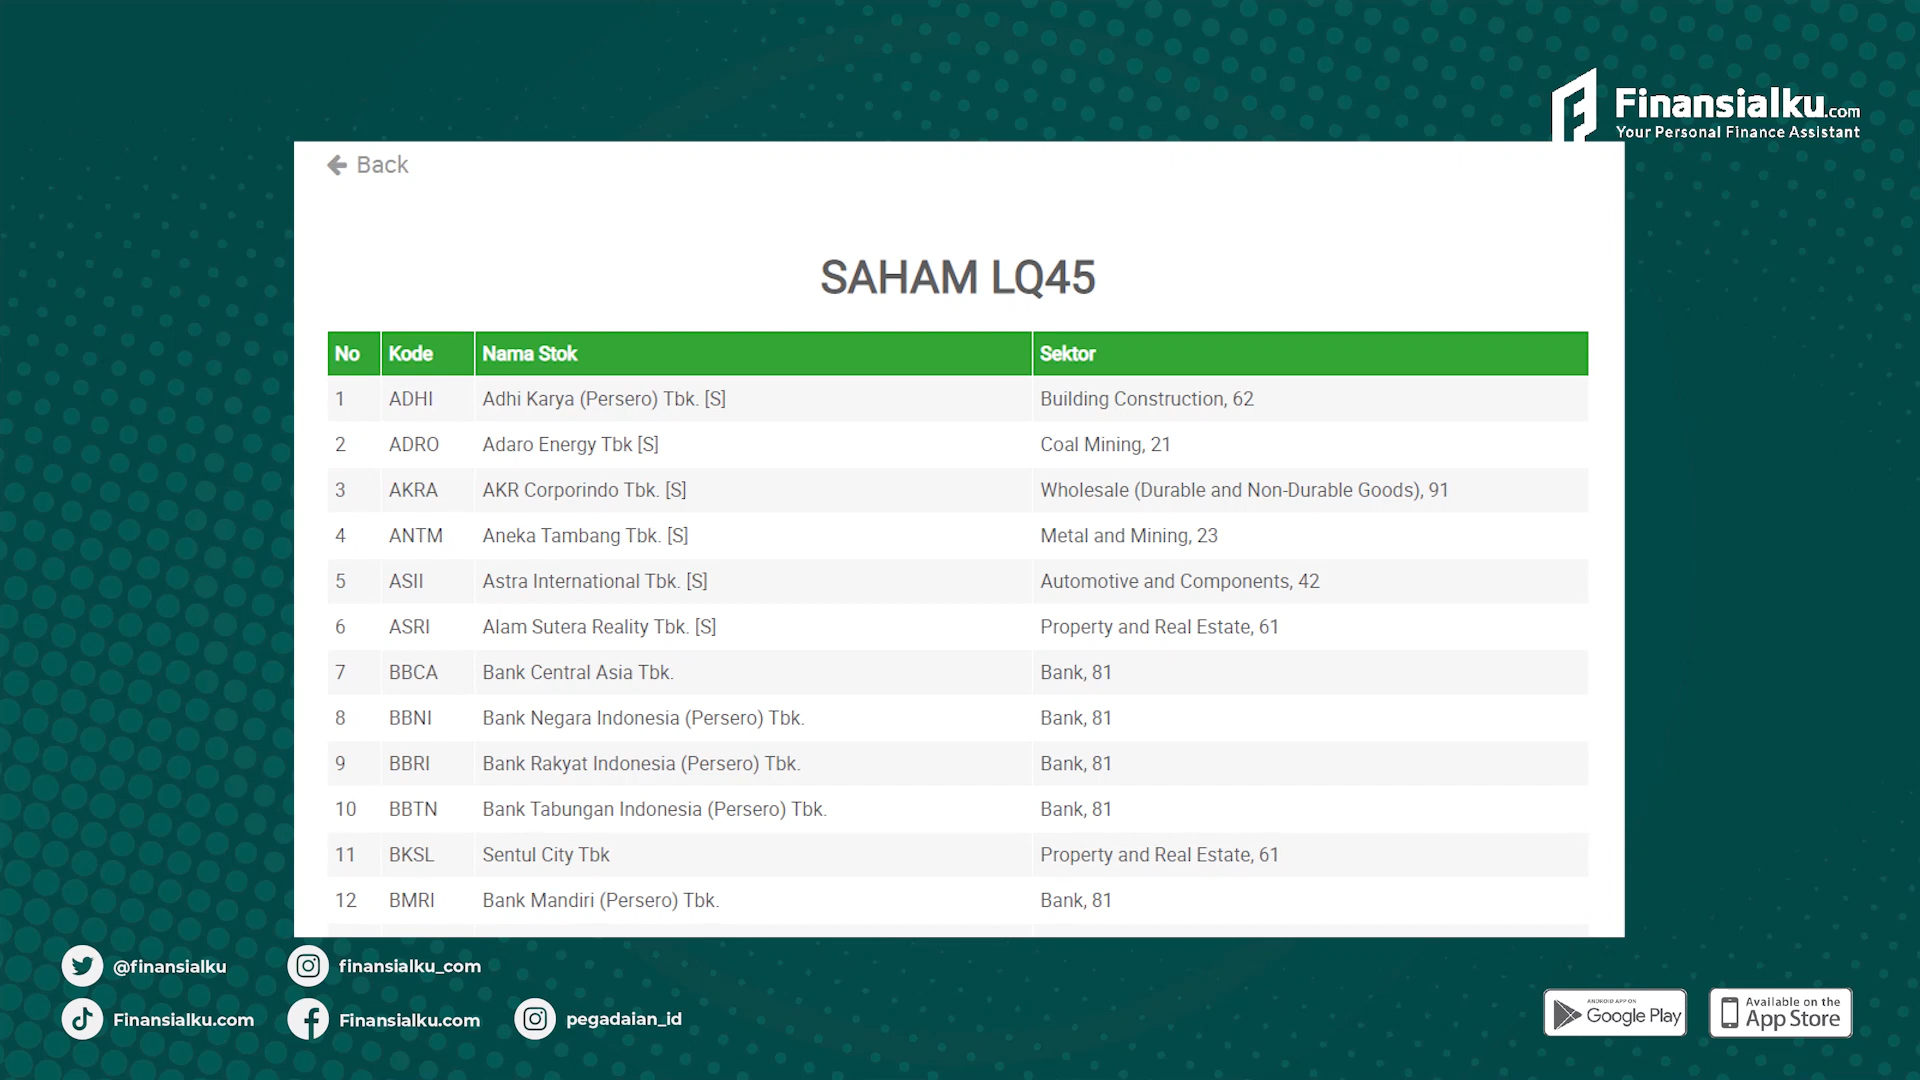 Finansialku.com
Your Personal Finance Assistant
Back
SAHAM LQ45
No Kode Nama Stok Sektor
1 ADHI Adhi Karya (Persero) Tbk. [S] Building Construction, 62
2 ADRO Adaro Energy Tbk [S] Coal Mining, 21
3 AKRA AKR Corporindo Tbk. [S] Wholesale (Durable and Non-Durable Goods), 91
4 ANTM Aneka Tambang Tbk. [S] Metal and Mining, 23
5 ASII Astra International Tbk. [S] Automotive and Components, 42
6 ASRI Alam Sutera Reality Tbk. [S] Property and Real Estate, 61
7 BBCA Bank Central Asia Tbk. Bank, 81
8 BBNI Bank Negara Indonesia (Persero) Tbk. Bank, 81
9 BBRI Bank Rakyat Indonesia (Persero) Tbk. Bank, 81
10 BBTN Bank Tabungan Indonesia (Persero) Tbk. Bank, 81
11 BKSL Sentul City Tbk Property and Real Estate, 61
12 BMRI Bank Mandiri (Persero) Tbk. Bank, 81
@finansialku finansialku_com
Finansialku.com Finansialku.com pegadaian_id
ANDROID APP ON
Google Play
Available on the
App Store